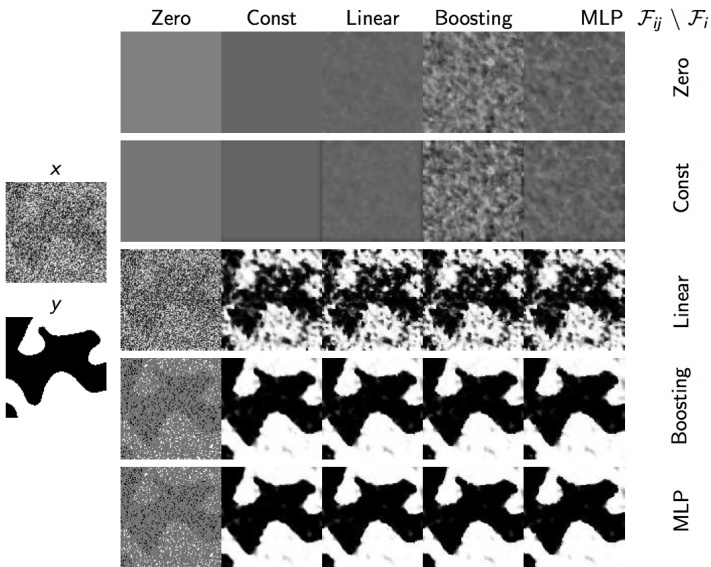 Zero Const Linear Boosting MLP ℱij \ ℱi
Zero
x
Const
y
Linear
Boosting
MLP